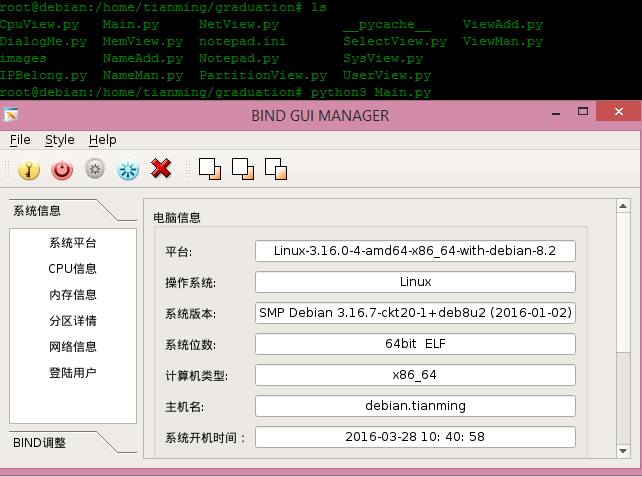 root@debian:/home/tianming/graduation# ls
CpuView.py Main.py NetView.py __pycache__ ViewAdd.py
DialogMe.py MemView.py notepad.ini SelectView.py ViewMan.py
images NameAdd.py Notepad.py SysView.py
IPBelong.py NameMan.py PartitionView.py UserView.py
root@debian:/home/tianming/graduation# python3 Main.py
BIND GUI MANAGER
File Style Help
系统信息
系统平台
CPU信息
内存信息
分区详情
网络信息
登陆用户
BIND调整
电脑信息
平台: Linux-3.16.0-4-amd64-x86_64-with-debian-8.2
操作系统: Linux
系统版本: SMP Debian 3.16.7-ckt20-1+deb8u2 (2016-01-02)
系统位数: 64bit ELF
计算机类型: x86_64
主机名: debian.tianming
系统开机时间： 2016-03-28 10: 40: 58